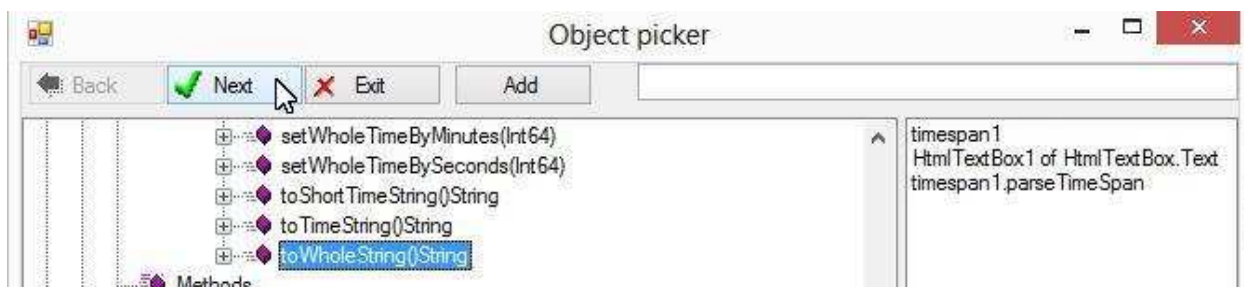 Object picker
Back Next Exit Add
setWholeTimeByMinutes(Int64)
setWholeTimeBySeconds(Int64)
toShortTimeString()String
toTimeString()String
toWholeString()String
Methods
timespan1
HtmlTextBox1 of HtmlTextBox.Text
timespan1.parseTimeSpan